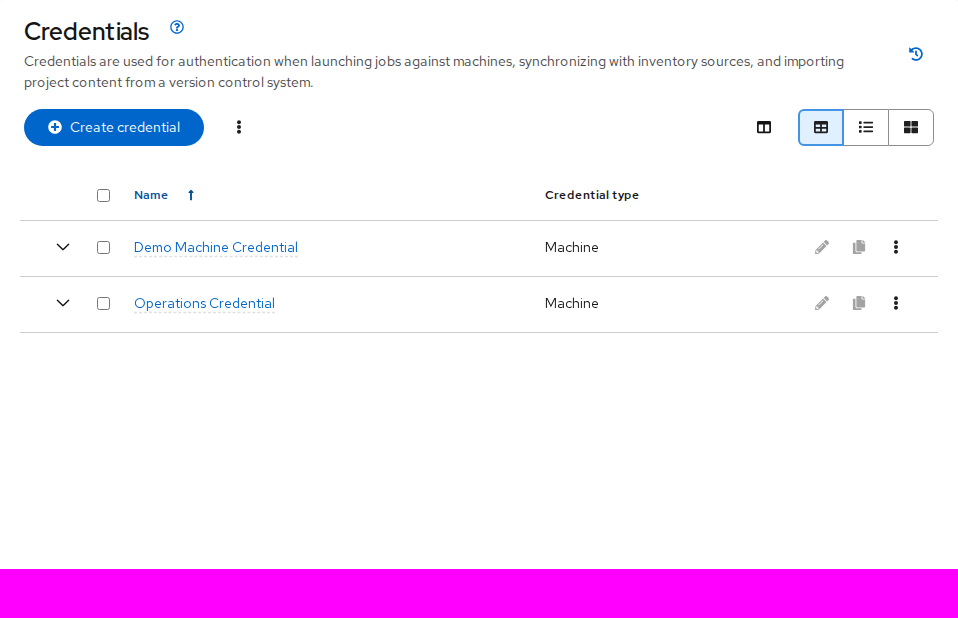 Credentials
Credentials are used for authentication when launching jobs against machines, synchronizing with inventory sources, and importing
project content from a version control system.
Create credential
Name
Credential type
Demo Machine Credential
Machine
Operations Credential
Machine